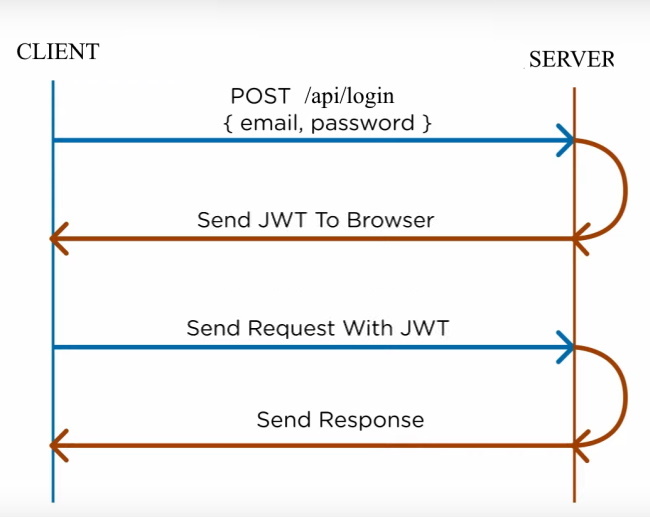 CLIENT
SERVER
POST /api/login
{ email, password }
Send JWT To Browser
Send Request With JWT
Send Response